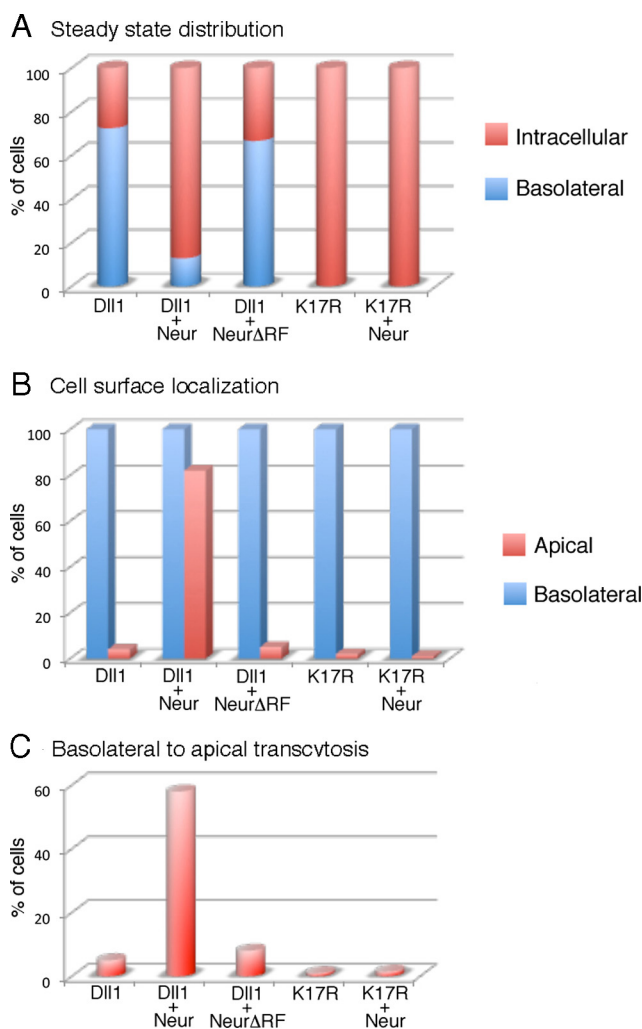 A Steady state distribution
% of cells
100
80
60
40
20
0
Dll1
Dll1 + Neur
Dll1 + NeurΔRF
K17R
K17R + Neur
Intracellular
Basolateral
B Cell surface localization
% of cells
100
80
60
40
20
0
Dll1
Dll1 + Neur
Dll1 + NeurΔRF
K17R
K17R + Neur
Apical
Basolateral
C Basolateral to apical transcytosis
% of cells
60
40
20
0
Dll1
Dll1 + Neur
Dll1 + NeurΔRF
K17R
K17R + Neur